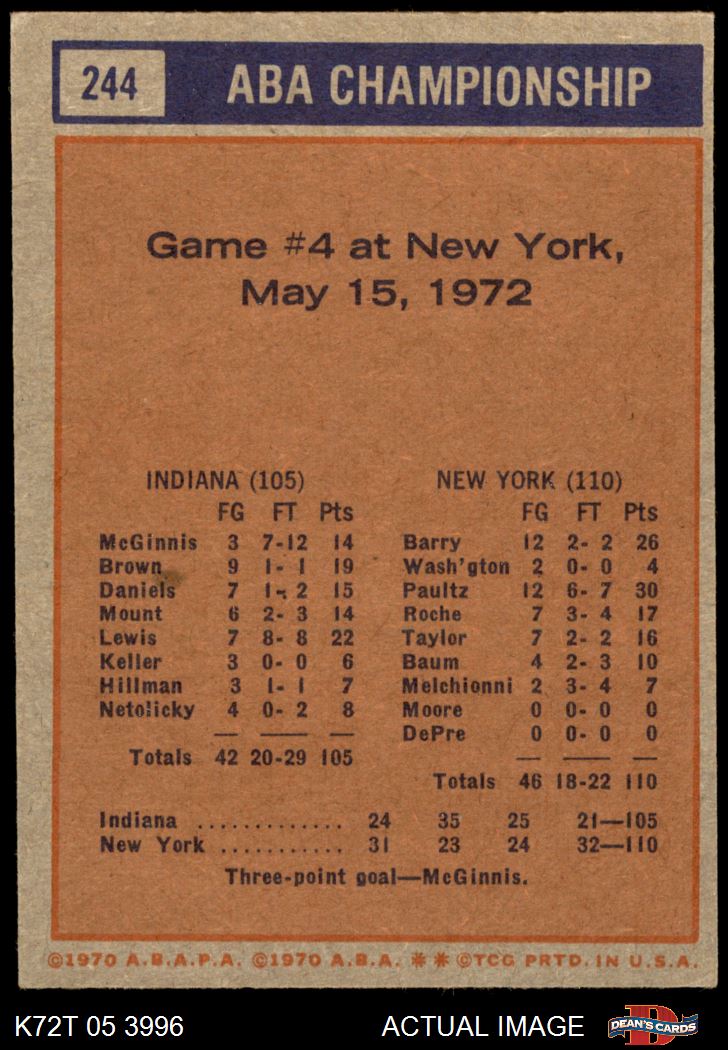 244 ABA CHAMPIONSHIP
Game #4 at New York,
May 15, 1972
INDIANA (105)
FG FT Pts
McGinnis 3 7-12 14
Brown 9 1- 1 19
Daniels 7 1- 2 15
Mount 6 2- 3 14
Lewis 7 8- 8 22
Keller 3 0- 0 6
Hillman 3 1- 1 7
Netolicky 4 0- 2 8
Totals 42 20-29 105
NEW YORK (110)
FG FT Pts
Barry 12 2- 2 26
Wash'gton 2 0- 0 4
Paultz 12 6- 7 30
Roche 7 3- 4 17
Taylor 7 2- 2 16
Baum 4 2- 3 10
Melchionni 2 3- 4 7
Moore 0 0- 0 0
DePre 0 0- 0 0
Totals 46 18-22 110
Indiana ............. 24 35 25 21—105
New York ........... 31 23 24 32—110
Three-point goal—McGinnis.
©1970 A.B.A.P.A. ©1970 A.B.A. ** ©TCG PRTD. IN U.S.A.
K72T 05 3996 ACTUAL IMAGE DEAN'S CARDS